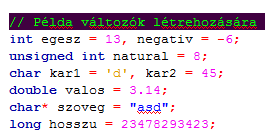 // Példa változók létrehozására
int egesz = 13, negativ = -6;
unsigned int natural = 8;
char kar1 = 'd', kar2 = 45;
double valos = 3.14;
char* szoveg = "asd";
long hosszu = 23478293423;